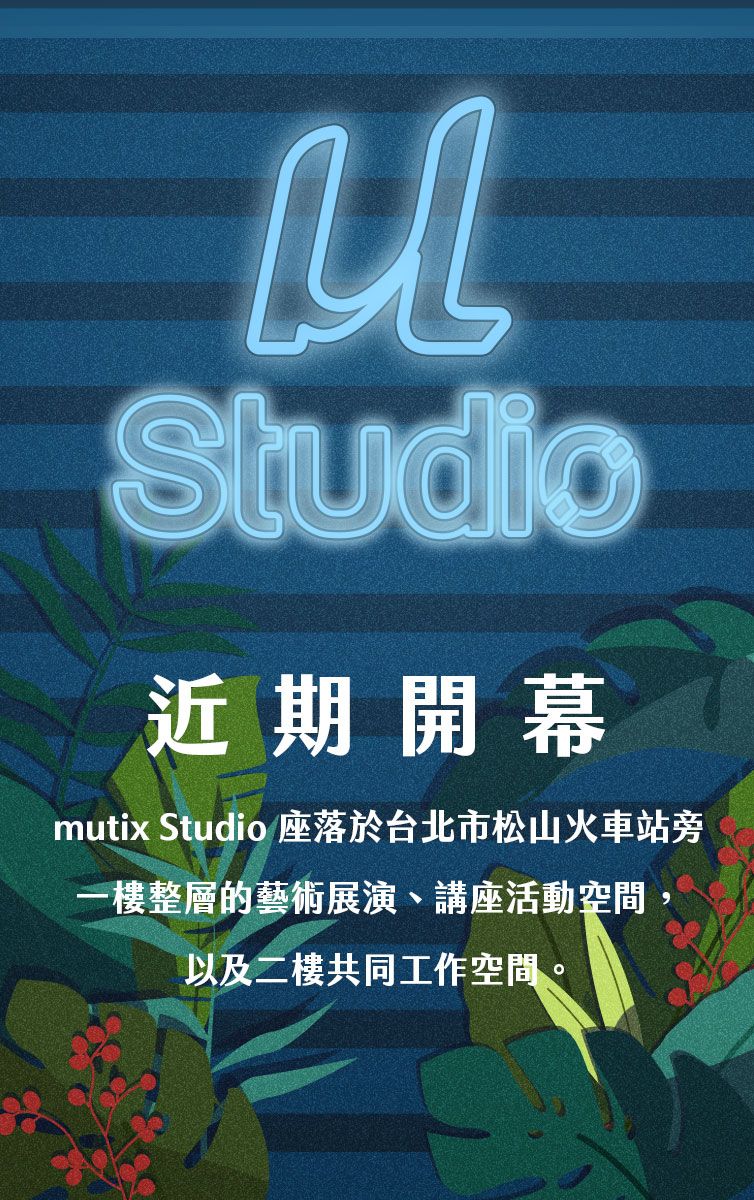 μ
Studio
近期開幕
mutix Studio 座落於台北市松山火車站旁
一樓整層的藝術展演、講座活動空間，
以及二樓共同工作空間。